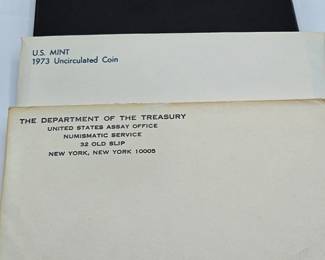 U.S. MINT
1973 Uncirculated Coin
THE DEPARTMENT OF THE TREASURY
UNITED STATES ASSAY OFFICE
NUMISMATIC SERVICE
32 OLD SLIP
NEW YORK, NEW YORK 10005